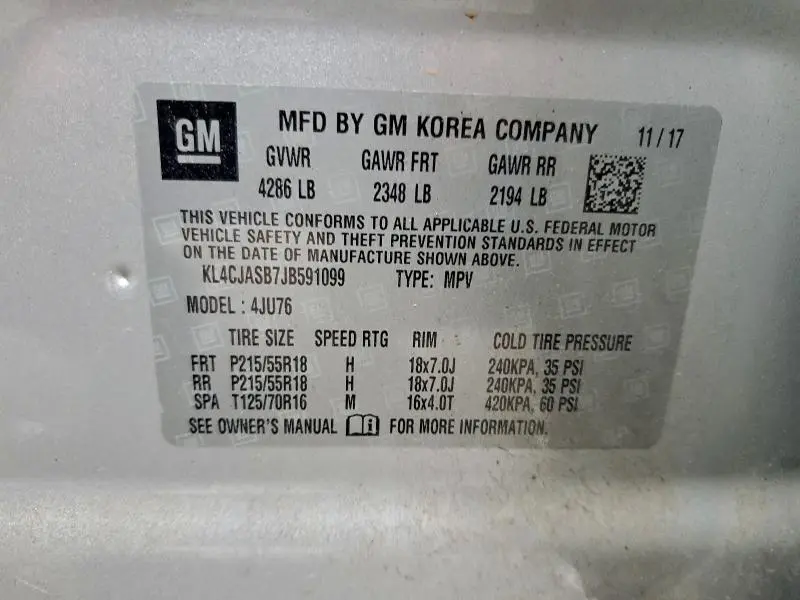 GM
MFD BY GM KOREA COMPANY 11/17
GVWR GAWR FRT GAWR RR
4286 LB 2348 LB 2194 LB
THIS VEHICLE CONFORMS TO ALL APPLICABLE U.S. FEDERAL MOTOR
VEHICLE SAFETY AND THEFT PREVENTION STANDARDS IN EFFECT
ON THE DATE OF MANUFACTURE SHOWN ABOVE.
KL4CJASB7JB591099 TYPE: MPV
MODEL : 4JU76
TIRE SIZE SPEED RTG RIM COLD TIRE PRESSURE
FRT P215/55R18 H 18x7.0J 240KPA, 35 PSI
RR P215/55R18 H 18x7.0J 240KPA, 35 PSI
SPA T125/70R16 M 16x4.0T 420KPA, 60 PSI
SEE OWNER'S MANUAL i FOR MORE INFORMATION.